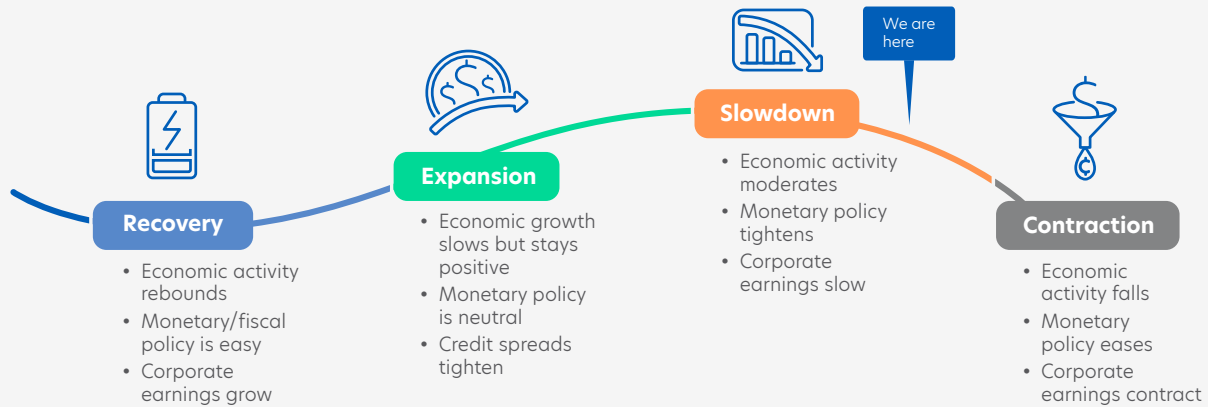 We are
here
Recovery
• Economic activity
rebounds
• Monetary/fiscal
policy is easy
• Corporate
earnings grow
Expansion
• Economic growth
slows but stays
positive
• Monetary policy
is neutral
• Credit spreads
tighten
Slowdown
• Economic activity
moderates
• Monetary policy
tightens
• Corporate
earnings slow
Contraction
• Economic
activity falls
• Monetary
policy eases
• Corporate
earnings contract